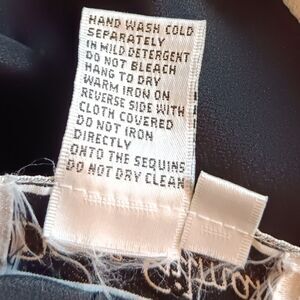 HAND WASH COLD
SEPARATELY
IN MILD DETERGENT
DO NOT BLEACH
HANG TO DRY
WARM IRON ON
REVERSE SIDE WITH
CLOTH COVERED
DO NOT IRON
DIRECTLY
ONTO THE SEQUINS
DO NOT DRY CLEAN